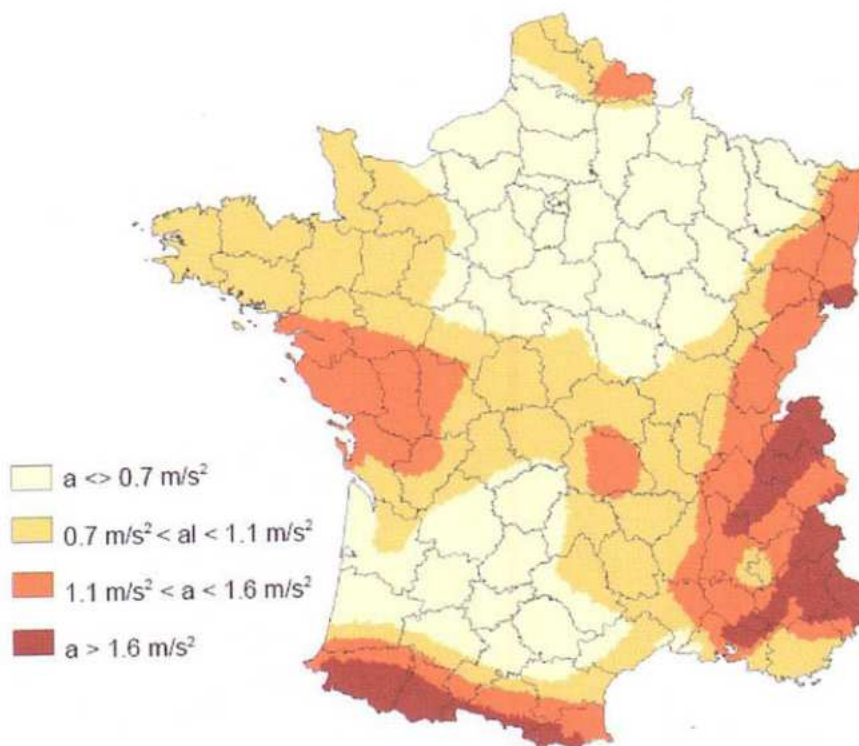 a <> 0.7 m/s²
0.7 m/s² < al < 1.1 m/s²
1.1 m/s² < a < 1.6 m/s²
a > 1.6 m/s²